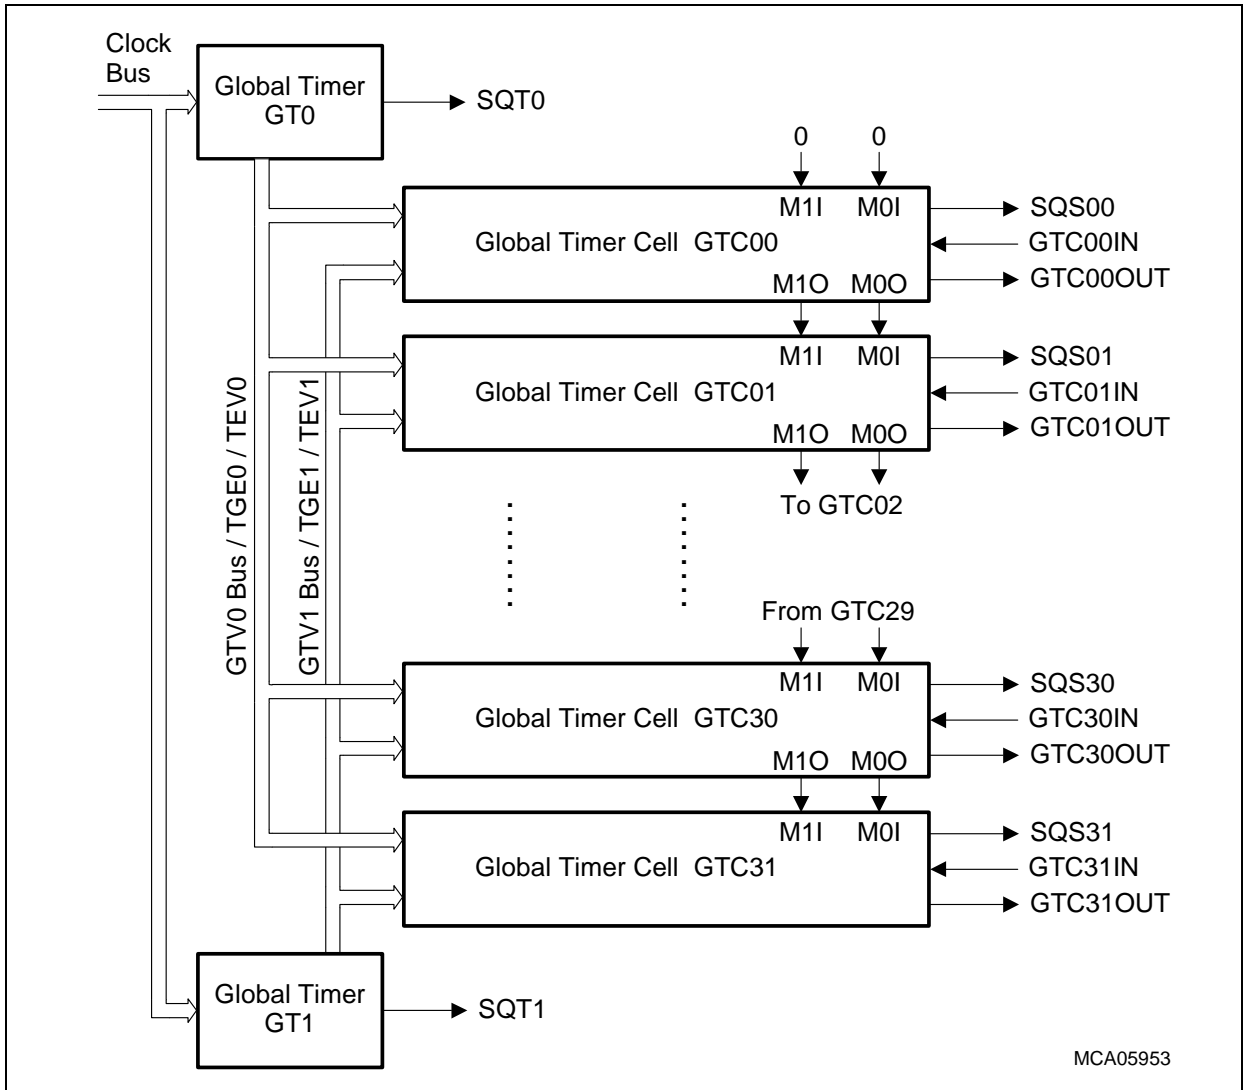 Clock
Bus
Global Timer
GT0
SQT0
0 0
M1I M0I
SQS00
Global Timer Cell GTC00
GTC00IN
M1O M0O
GTC00OUT
M1I M0I
SQS01
Global Timer Cell GTC01
GTC01IN
M1O M0O
GTC01OUT
To GTC02
GTV0 Bus / TGE0 / TEV0
GTV1 Bus / TGE1 / TEV1
From GTC29
M1I M0I
SQS30
Global Timer Cell GTC30
GTC30IN
M1O M0O
GTC30OUT
M1I M0I
SQS31
Global Timer Cell GTC31
GTC31IN
GTC31OUT
Global Timer
GT1
SQT1
MCA05953